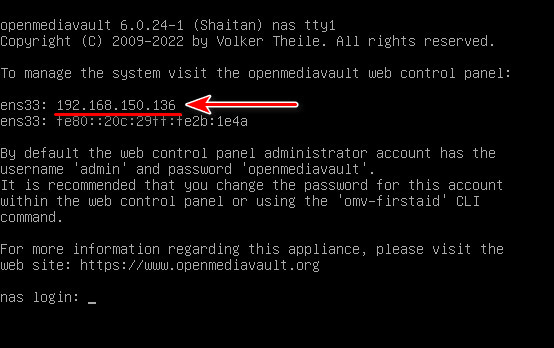 openmediavault 6.0.24-1 (Shaitan) nas tty1
Copyright (C) 2009-2022 by Volker Theile. All rights reserved.
To manage the system visit the openmediavault web control panel:
ens33: 192.168.150.136
ens33: fe80::20c:29ff:fe2b:1e4a
By default the web control panel administrator account has the
username 'admin' and password 'openmediavault'.
It is recommended that you change the password for this account
within the web control panel or using the 'omv-firstaid' CLI
command.
For more information regarding this appliance, please visit the
web site: https://www.openmediavault.org
nas login: _